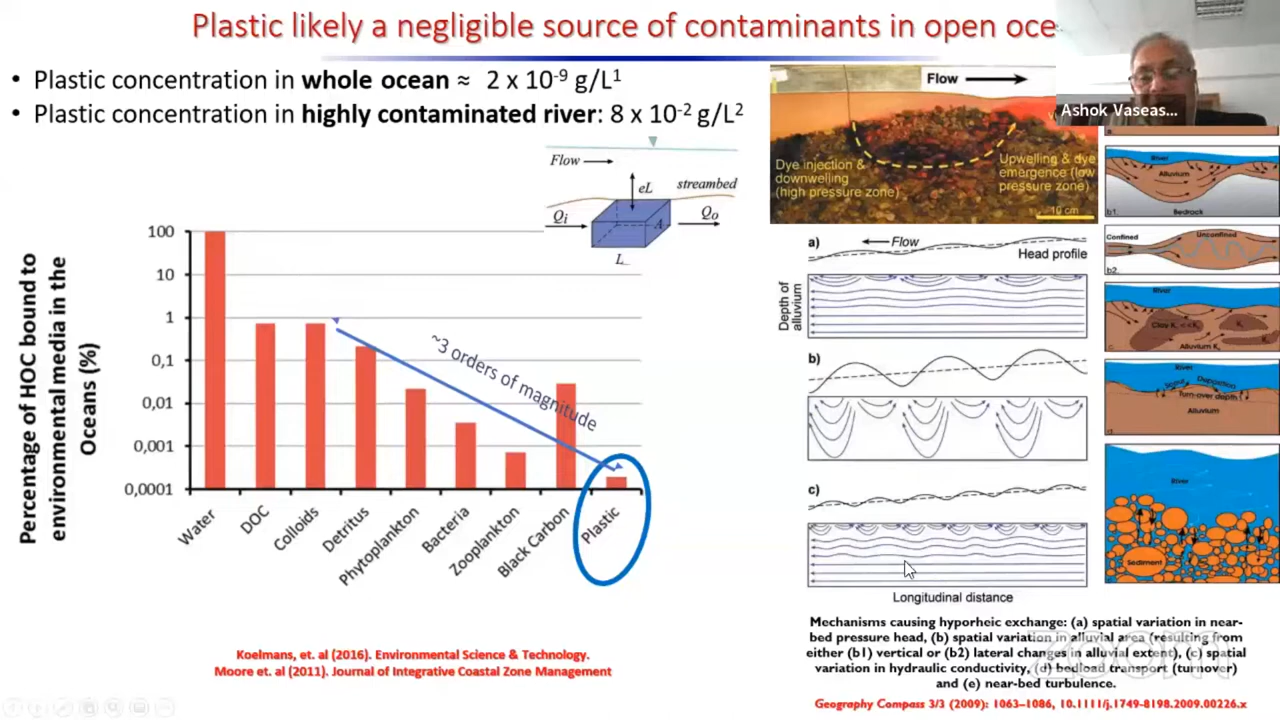 Plastic likely a negligible source of contaminants in open oce
• Plastic concentration in whole ocean ≈ 2 x 10-9 g/L1
• Plastic concentration in highly contaminated river: 8 x 10-2 g/L2
Ashok Vaseas...
Flow
Dye injection &
downwelling
(high pressure zone)
Upwelling & dye
emergence (low
pressure zone)
10 cm
Flow
eL
streambed
Qi
A
Qo
L
Percentage of HOC bound to
environmental media in the
Oceans (%)
100
10
1
0,1
0,01
0,001
0,0001
~3 orders of magnitude
Water
DOC
Colloids
Detritus
Phytoplankton
Bacteria
Zooplankton
Black Carbon
Plastic
a)
Flow
Head profile
Depth of
alluvium
b)
c)
Longitudinal distance
River
Alluvium
b1.
Bedrock
Confined
Unconfined
b2.
River
Clay K
Alluvium K
River
Scour
Deposition
Turn-over depth
Alluvium
River
Sediment
Koelmans, et. al (2016). Environmental Science & Technology.
Moore et. al (2011). Journal of Integrative Coastal Zone Management
Mechanisms causing hyporheic exchange: (a) spatial variation in near-
bed pressure head, (b) spatial variation in alluvial area (resulting from
either (b1) vertical or (b2) lateral changes in alluvial extent), (c) spatial
variation in hydraulic conductivity, (d) bedload transport (turnover)
and (e) near-bed turbulence.
zoom
Geography Compass 3/3 (2009): 1063–1086, 10.1111/j.1749-8198.2009.00226.x